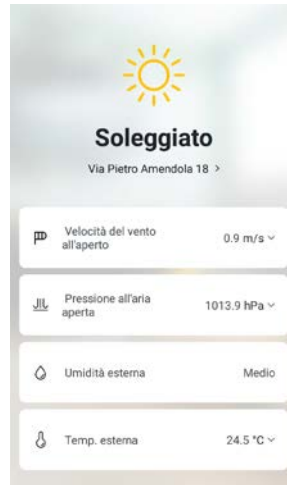 Soleggiato
Via Pietro Amendola 18 >
Velocità del vento
all'aperto
0.9 m/s
Pressione all'aria
aperta
1013.9 hPa
Umidità esterna
Medio
Temp. esterna
24.5 °C